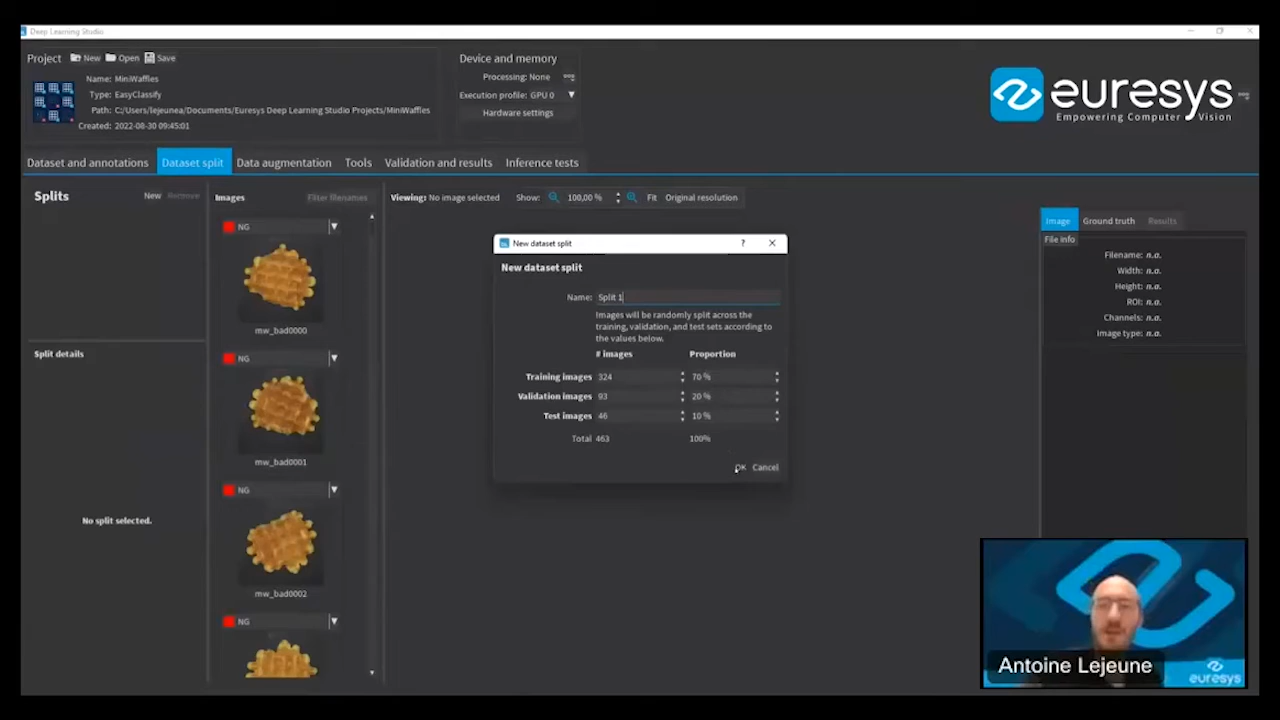 Deep Learning Studio
Project New Open Save
Name: MiniWaffles
Type: EasyClassify
Path: C:/Users/lejeunea/Documents/Euresys Deep Learning Studio Projects/MiniWaffles
Created: 2022-08-30 09:45:01
Device and memory
Processing: None
Execution profile: GPU 0
Hardware settings
euresys
Empowering Computer Vision
Dataset and annotations Dataset split Data augmentation Tools Validation and results Inference tests
Splits New Remove
Images Filter filenames
Viewing: No image selected Show: 100,00 % Fit Original resolution
NG
mw_bad0000
NG
mw_bad0001
NG
mw_bad0002
NG
Split details
No split selected.
New dataset split ?
New dataset split
Name: Split 1
Images will be randomly split across the
training, validation, and test sets according to
the values below.
# images Proportion
Training images 324 70 %
Validation images 93 20 %
Test images 46 10 %
Total 463 100%
OK Cancel
Image Ground truth Results
File info
Filename: n.a.
Width: n.a.
Height: n.a.
ROI: n.a.
Channels: n.a.
Image type: n.a.
Antoine Lejeune
euresys